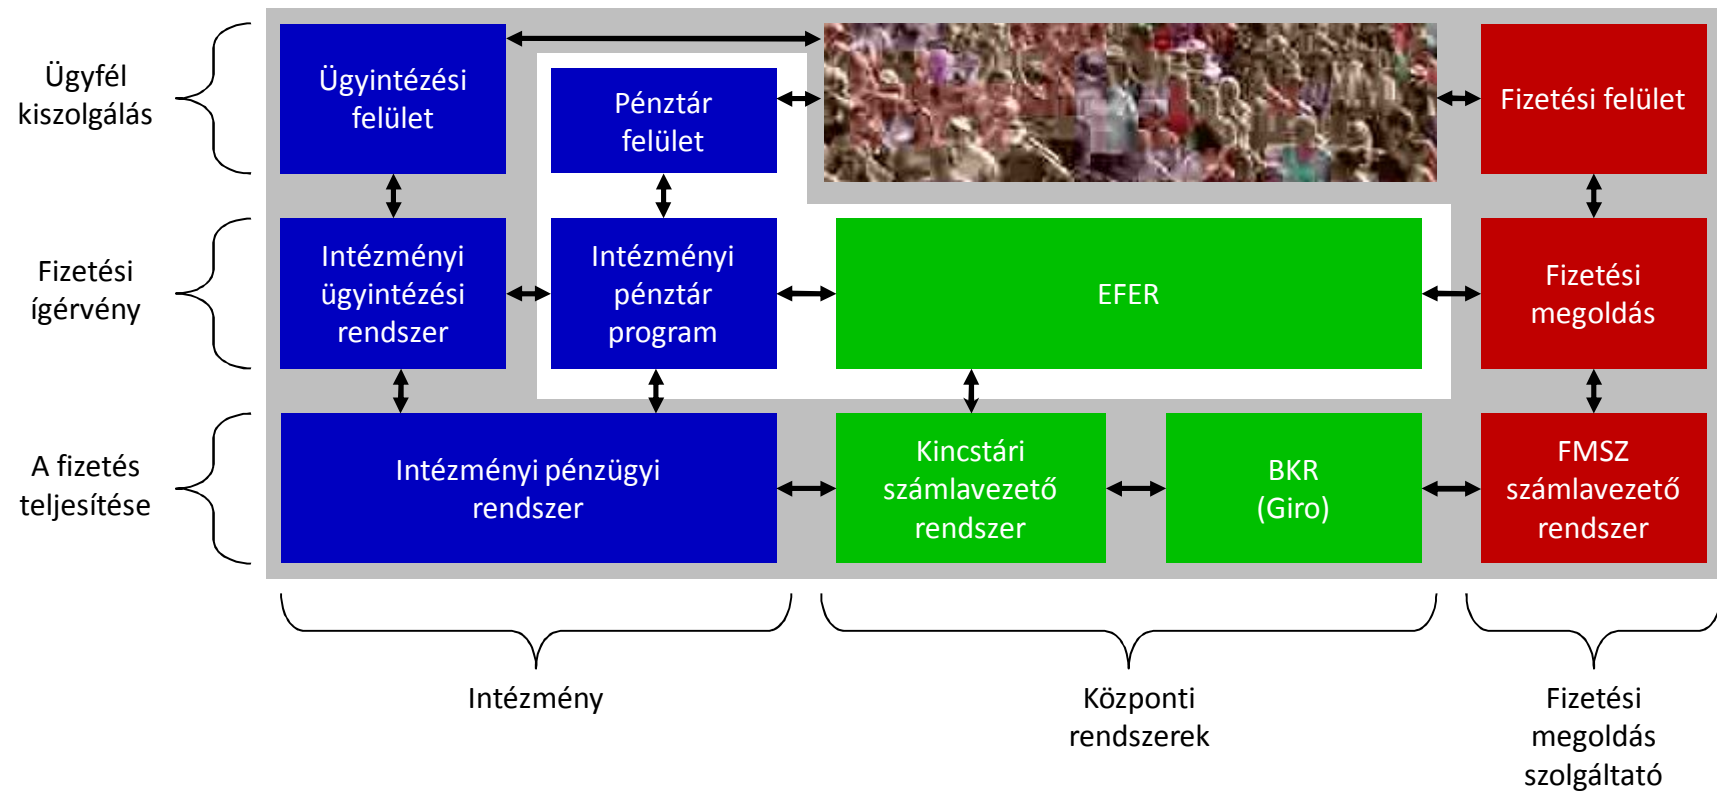 Ügyfél
kiszolgálás
Ügyintézési
felület
Pénztár
felület
Fizetési felület
Fizetési
ígérvény
Intézményi
ügyintézési
rendszer
Intézményi
pénztár
program
EFER
Fizetési
megoldás
A fizetés
teljesítése
Intézményi pénzügyi
rendszer
Kincstári
számlavezető
rendszer
BKR
(Giro)
FMSZ
számlavezető
rendszer
Intézmény
Központi
rendszerek
Fizetési
megoldás
szolgáltató